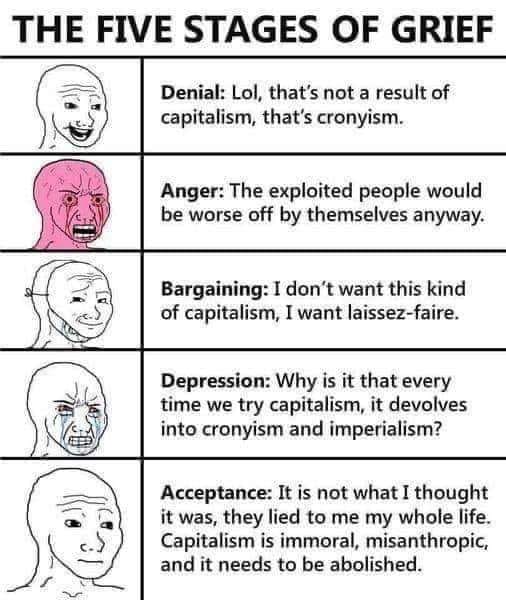 THE FIVE STAGES OF GRIEF
Denial: Lol, that's not a result of
capitalism, that's cronyism.
Anger: The exploited people would
be worse off by themselves anyway.
Bargaining: I don't want this kind
of capitalism, I want laissez-faire.
Depression: Why is it that every
time we try capitalism, it devolves
into cronyism and imperialism?
Acceptance: It is not what I thought
it was, they lied to me my whole life.
Capitalism is immoral, misanthropic,
and it needs to be abolished.